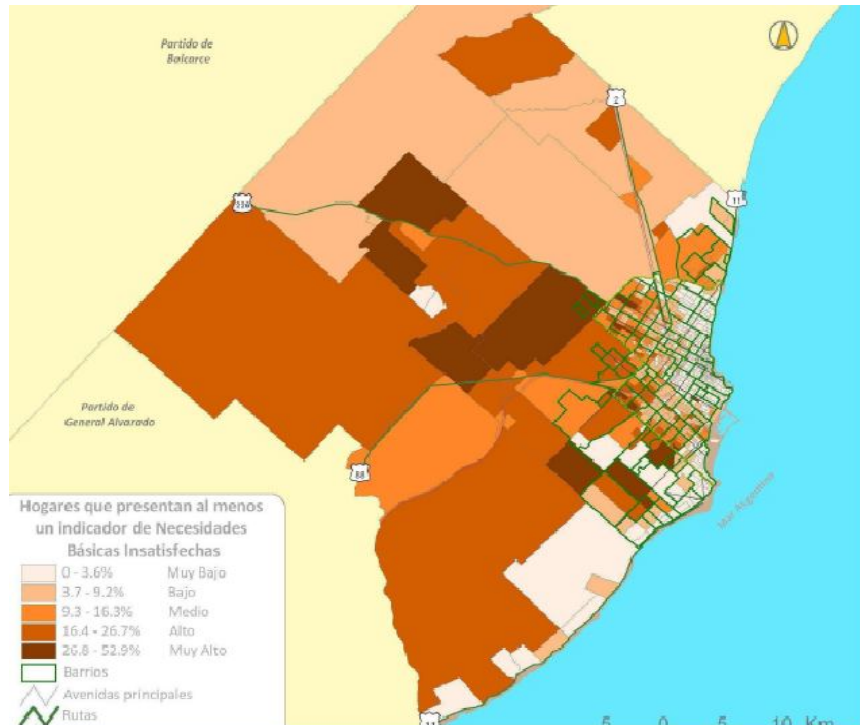 Partido de
Balcarce
2
11
226
Partido de
General Alvarado
88
Mar Argentino
Hogares que presentan al menos
un indicador de Necesidades
Básicas Insatisfechas
0 - 3.6% Muy Bajo
3.7 - 9.2% Bajo
9.3 - 16.3% Medio
16.4 - 26.7% Alto
26.8 - 52.9% Muy Alto
Barrios
Avenidas principales
Rutas
11
5 0 5 10 Km